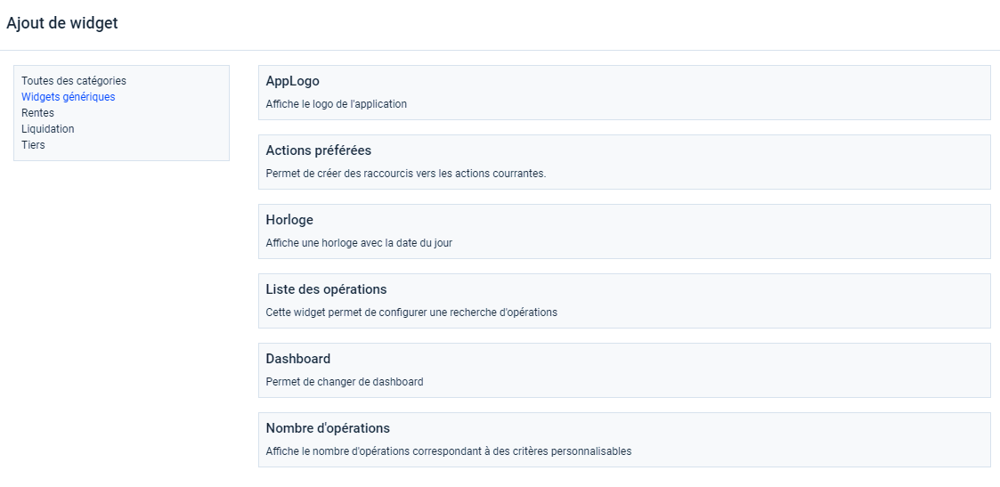 Ajout de widget
Toutes des catégories
Widgets génériques
Rentes
Liquidation
Tiers
AppLogo
Affiche le logo de l'application
Actions préférées
Permet de créer des raccourcis vers les actions courrantes.
Horloge
Affiche une horloge avec la date du jour
Liste des opérations
Cette widget permet de configurer une recherche d'opérations
Dashboard
Permet de changer de dashboard
Nombre d'opérations
Affiche le nombre d'opérations correspondant à des critères personnalisables